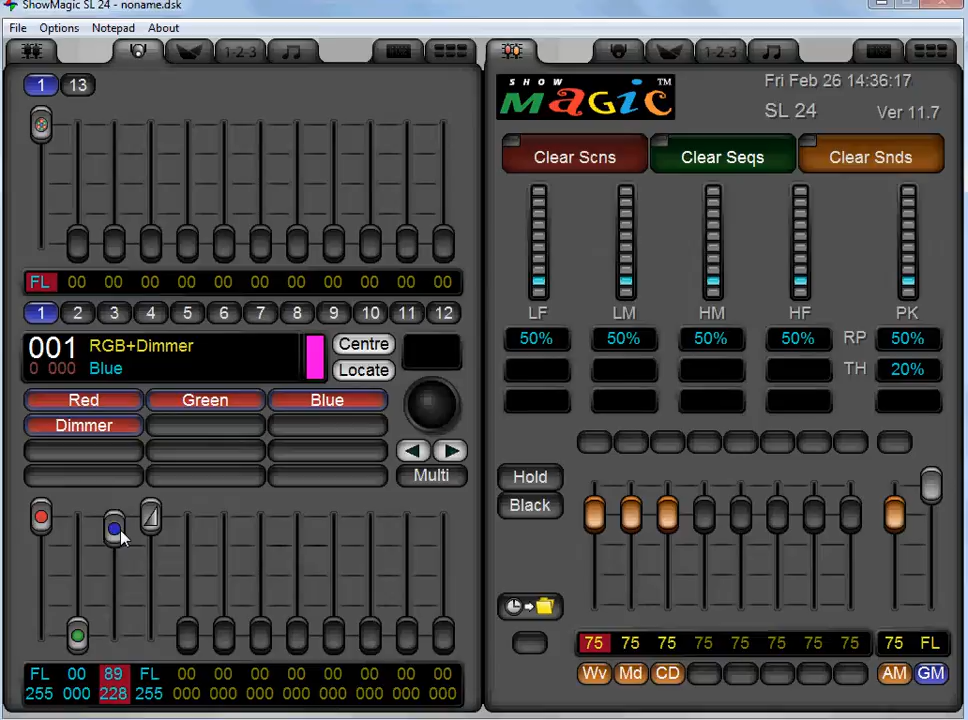 ShowMagic SL 24 - noname.dsk
File Options Notepad About
1-2-3
1-2-3
1 13
SHOW
MAGIC™
Fri Feb 26 14:36:17
SL 24 Ver 11.7
Clear Scns Clear Seqs Clear Snds
FL 00 00 00 00 00 00 00 00 00 00 00
1 2 3 4 5 6 7 8 9 10 11 12
LF LM HM HF PK
50% 50% 50% 50% RP 50%
TH 20%
001 RGB+Dimmer Centre
0 000 Blue Locate
Red Green Blue
Dimmer
Multi
Hold
Black
FL 00 89 FL 00 00 00 00 00 00 00 00
255 000 228 255 000 000 000 000 000 000 000 000
75 75 75 75 75 75 75 75 75 FL
Wv Md CD AM GM